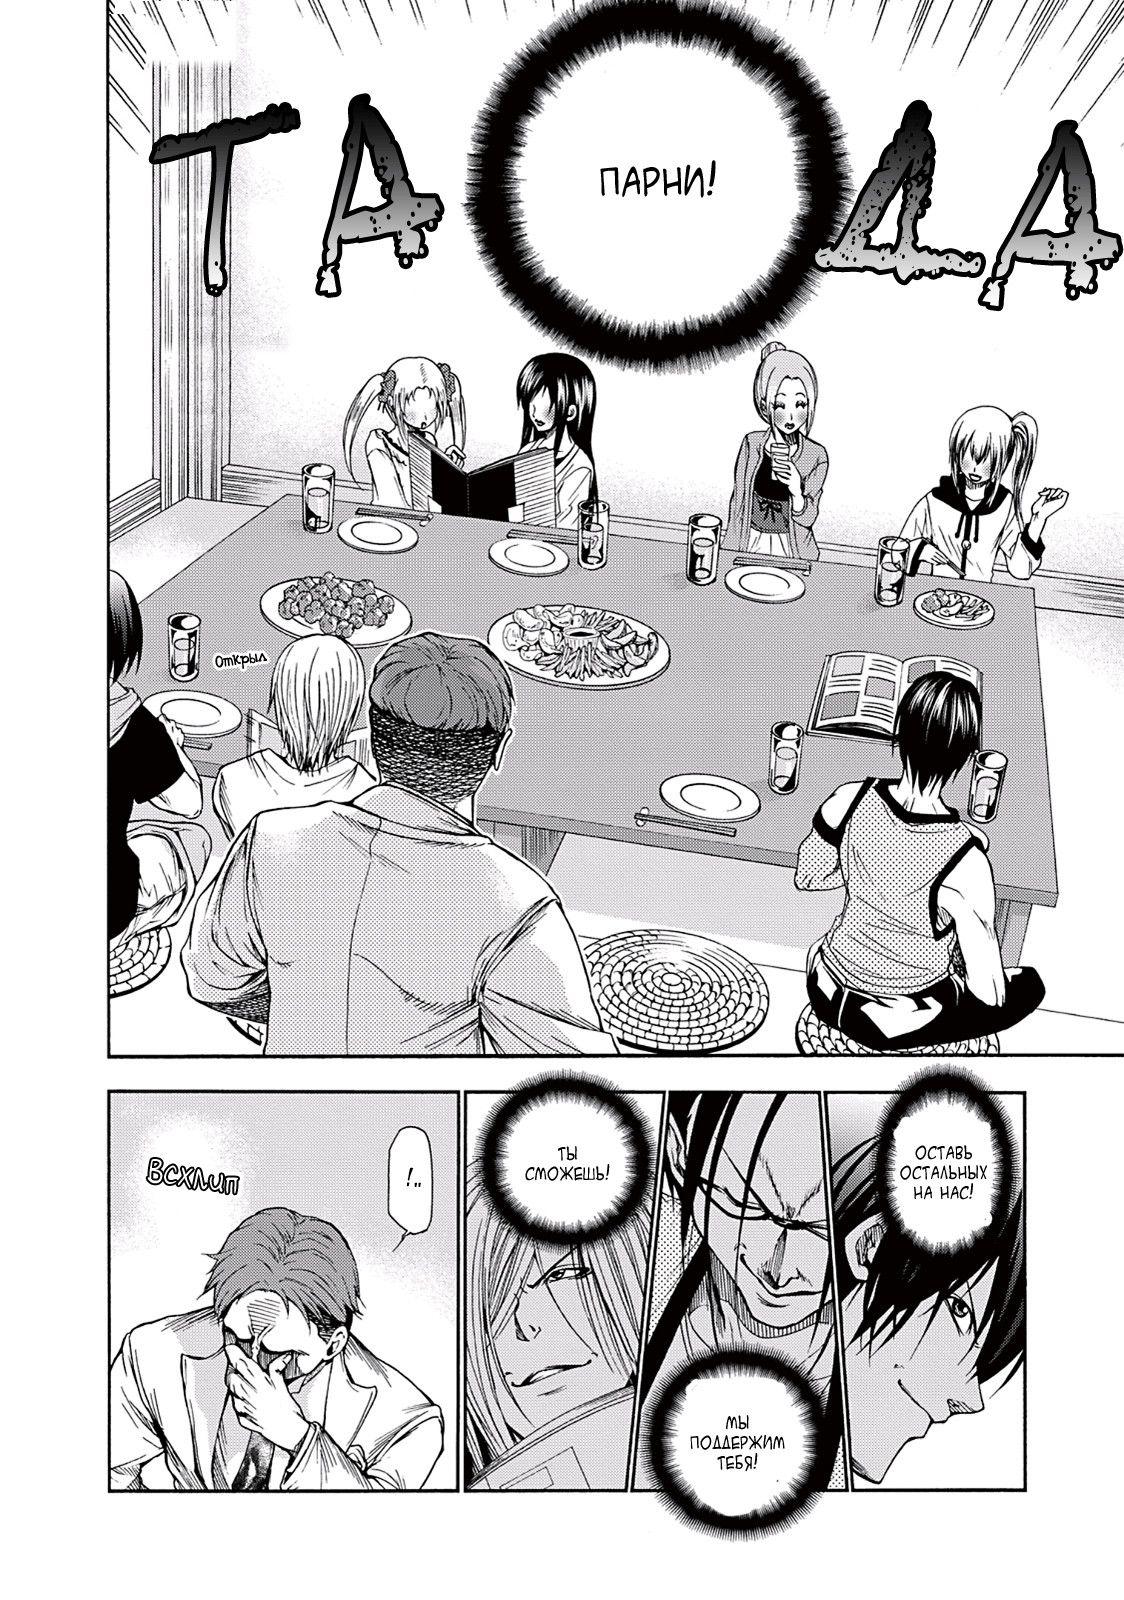 ТА ДА
ПАРНИ!
Открыл
ОСТАВЬ
ОСТАЛЬНЫХ
НА НАС!
МЫ
ПОДДЕРЖИМ
ТЕБЯ!
ТЫ
СМОЖЕШЬ!
!..
Всхлип